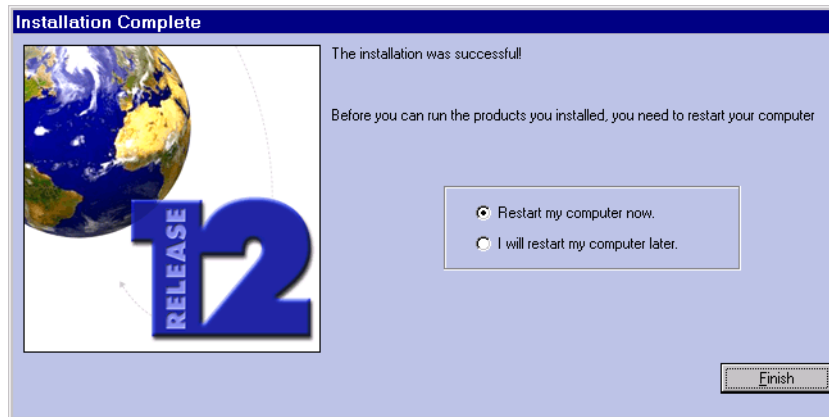 Installation Complete
The installation was successful!
Before you can run the products you installed, you need to restart your computer
Restart my computer now.
I will restart my computer later.
RELEASE
12
Finish